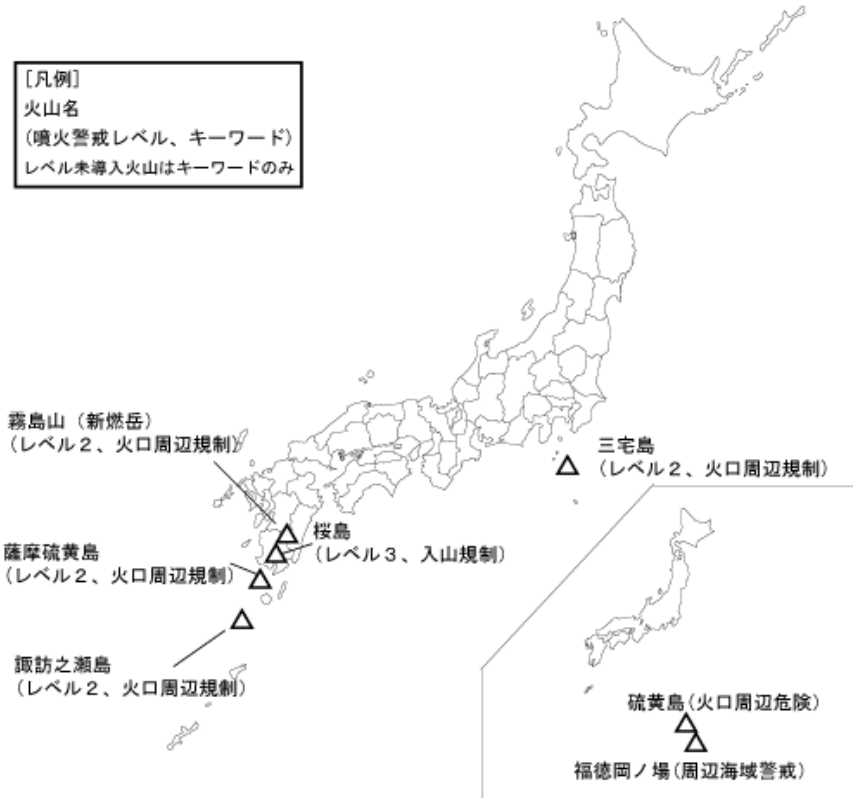 ［凡例］
火山名
(噴火警戒レベル、キーワード)
レベル未導入火山はキーワードのみ
霧島山（新燃岳）
(レベル２、火口周辺規制)
三宅島
(レベル２、火口周辺規制)
桜島
(レベル３、入山規制)
薩摩硫黄島
(レベル２、火口周辺規制)
諏訪之瀬島
(レベル２、火口周辺規制)
硫黄島(火口周辺危険)
福徳岡ノ場(周辺海域警戒)